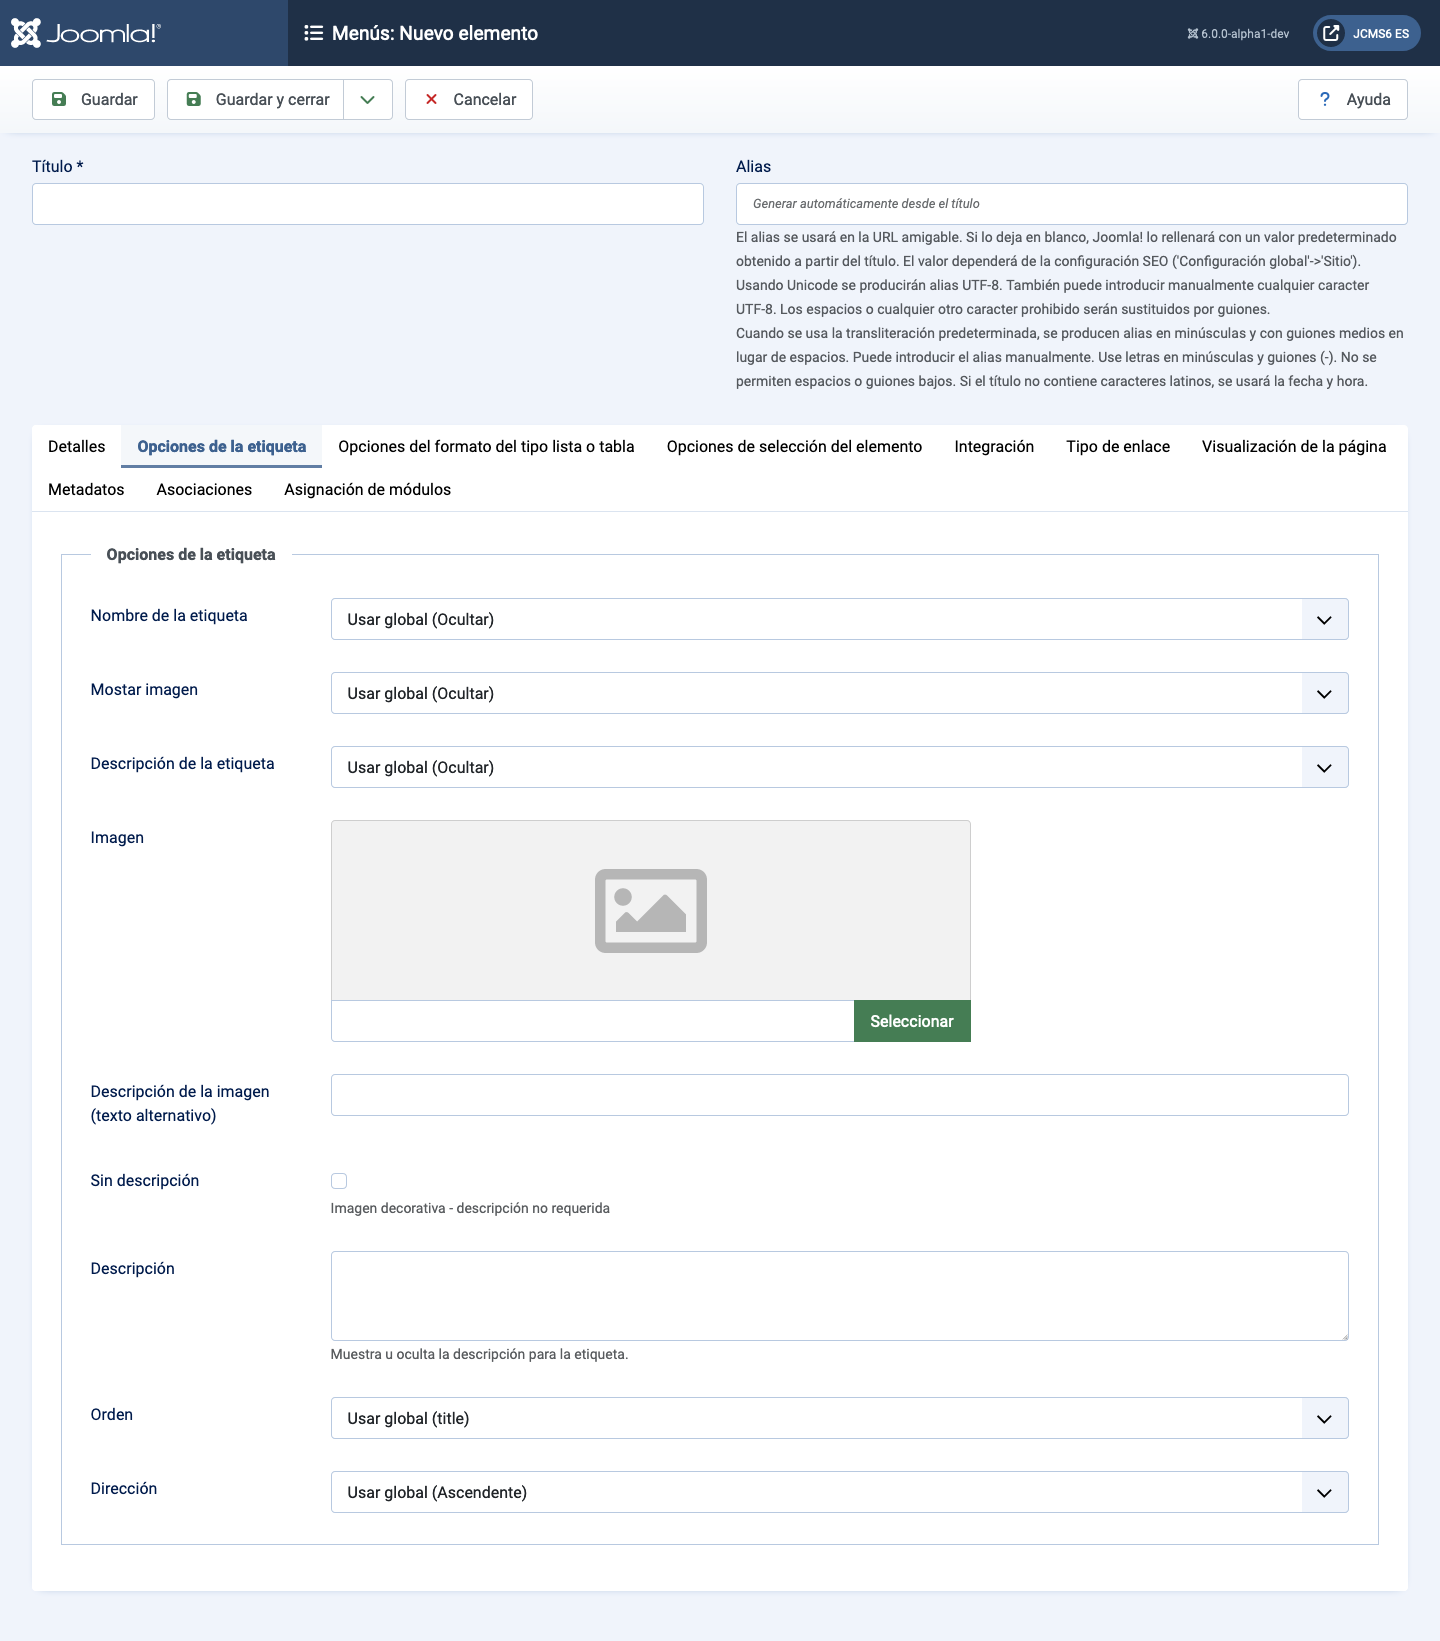 Joomla!®
Menús: Nuevo elemento
6.0.0-alpha1-dev
JCMS6 ES
Guardar
Guardar y cerrar
Cancelar
? Ayuda
Título *
Alias
Generar automáticamente desde el título
El alias se usará en la URL amigable. Si lo deja en blanco, Joomla! lo rellenará con un valor predeterminado
obtenido a partir del título. El valor dependerá de la configuración SEO ('Configuración global'->'Sitio').
Usando Unicode se producirán alias UTF-8. También puede introducir manualmente cualquier caracter
UTF-8. Los espacios o cualquier otro caracter prohibido serán sustituidos por guiones.
Cuando se usa la transliteración predeterminada, se producen alias en minúsculas y con guiones medios en
lugar de espacios. Puede introducir el alias manualmente. Use letras en minúsculas y guiones (-). No se
permiten espacios o guiones bajos. Si el título no contiene caracteres latinos, se usará la fecha y hora.
Detalles
Opciones de la etiqueta
Opciones del formato del tipo lista o tabla
Opciones de selección del elemento
Integración
Tipo de enlace
Visualización de la página
Metadatos
Asociaciones
Asignación de módulos
Opciones de la etiqueta
Nombre de la etiqueta
Usar global (Ocultar)
Mostar imagen
Usar global (Ocultar)
Descripción de la etiqueta
Usar global (Ocultar)
Imagen
Seleccionar
Descripción de la imagen
(texto alternativo)
Sin descripción
Imagen decorativa - descripción no requerida
Descripción
Muestra u oculta la descripción para la etiqueta.
Orden
Usar global (title)
Dirección
Usar global (Ascendente)